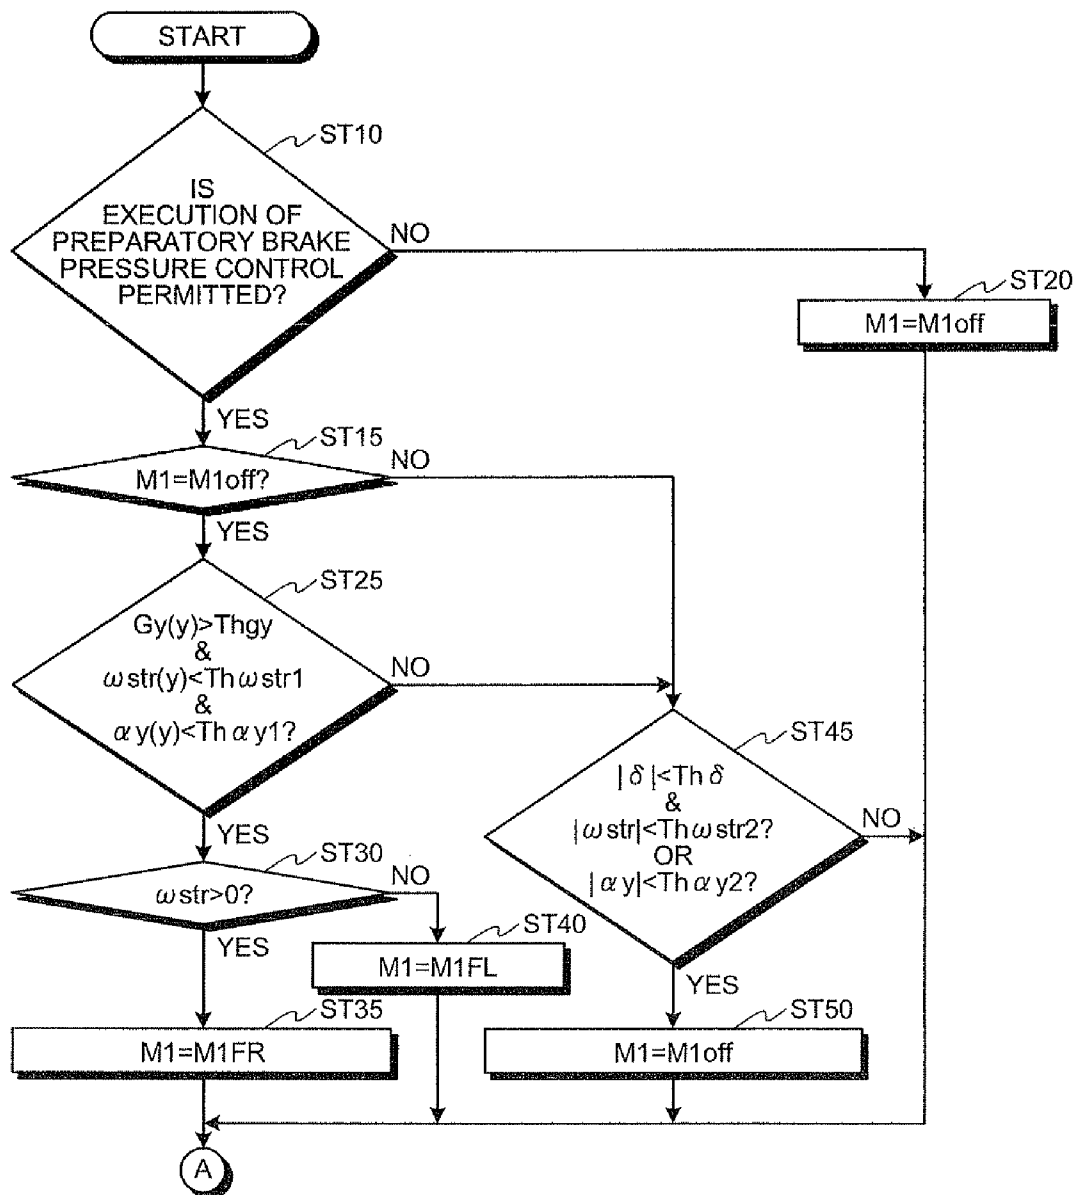 START
ST10
IS
EXECUTION OF
PREPARATORY BRAKE
PRESSURE CONTROL
PERMITTED?
NO
ST20
M1=M1off
YES
ST15
M1=M1off?
NO
YES
ST25
Gy(y)>Thgy
&
ωstr(y)<Thωstr1
&
αy(y)<Thαy1?
NO
ST45
|δ|<Thδ
&
|ωstr|<Thωstr2?
OR
|αy|<Thαy2?
NO
YES
ST30
ωstr>0?
NO
YES
ST40
M1=M1FL
YES
ST35
M1=M1FR
ST50
M1=M1off
A